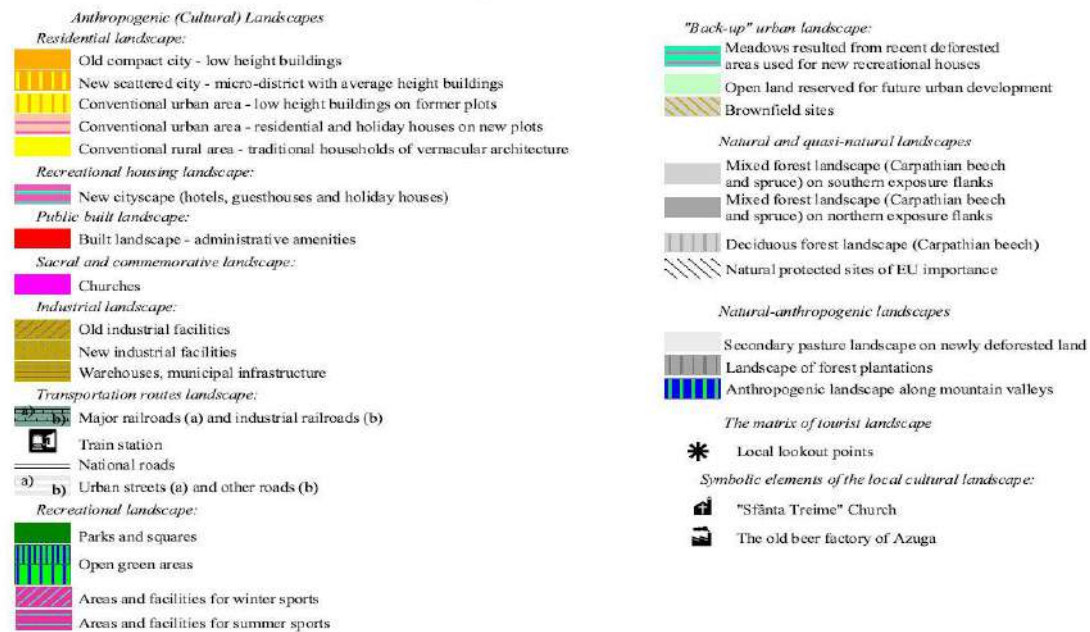 Anthropogenic (Cultural) Landscapes
Residential landscape:
Old compact city - low height buildings
New scattered city - micro-district with average height buildings
Conventional urban area - low height buildings on former plots
Conventional urban area - residential and holiday houses on new plots
Conventional rural area - traditional households of vernacular architecture
Recreational housing landscape:
New cityscape (hotels, guesthouses and holiday houses)
Public built landscape:
Built landscape - administrative amenities
Sacral and commemorative landscape:
Churches
Industrial landscape:
Old industrial facilities
New industrial facilities
Warehouses, municipal infrastructure
Transportation routes landscape:
a) b) Major railroads (a) and industrial railroads (b)
Train station
National roads
a) b) Urban streets (a) and other roads (b)
Recreational landscape:
Parks and squares
Open green areas
Areas and facilities for winter sports
Areas and facilities for summer sports
"Back-up" urban landscape:
Meadows resulted from recent deforested
areas used for new recreational houses
Open land reserved for future urban development
Brownfield sites
Natural and quasi-natural landscapes
Mixed forest landscape (Carpathian beech
and spruce) on southern exposure flanks
Mixed forest landscape (Carpathian beech
and spruce) on northern exposure flanks
Deciduous forest landscape (Carpathian beech)
Natural protected sites of EU importance
Natural-anthropogenic landscapes
Secondary pasture landscape on newly deforested land
Landscape of forest plantations
Anthropogenic landscape along mountain valleys
The matrix of tourist landscape
Local lookout points
Symbolic elements of the local cultural landscape:
"Sfânta Treime" Church
The old beer factory of Azuga